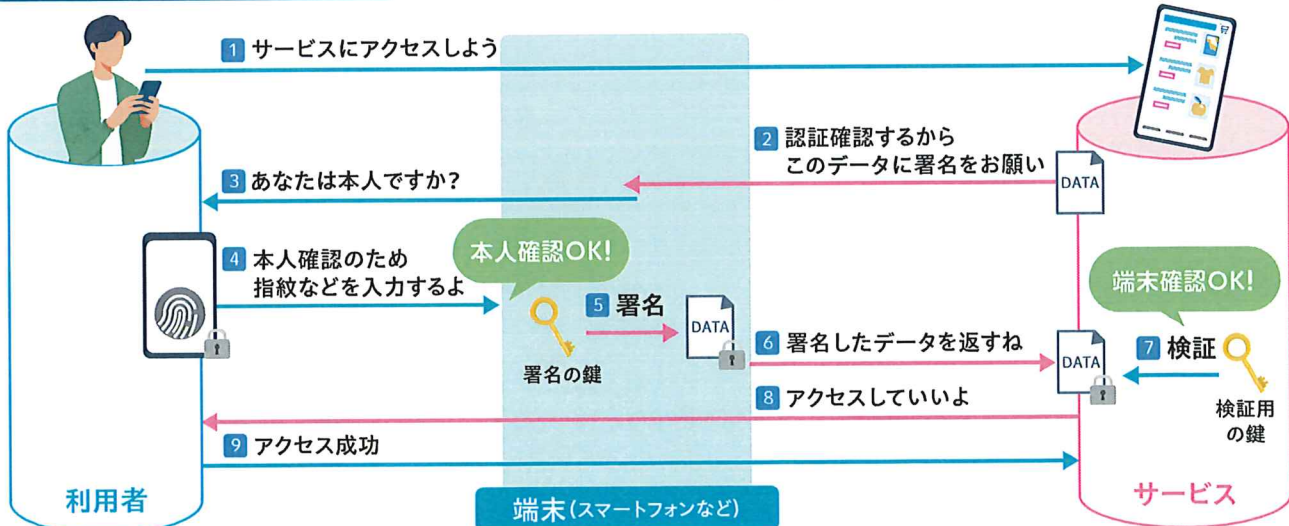 1 サービスにアクセスしよう
2 認証確認するから
このデータに署名をお願い
DATA
3 あなたは本人ですか?
4 本人確認のため
指紋などを入力するよ
本人確認OK!
5 署名
DATA
署名の鍵
6 署名したデータを返すね
端末確認OK!
DATA
7 検証
検証用
の鍵
8 アクセスしていいよ
9 アクセス成功
利用者
端末(スマートフォンなど)
サービス